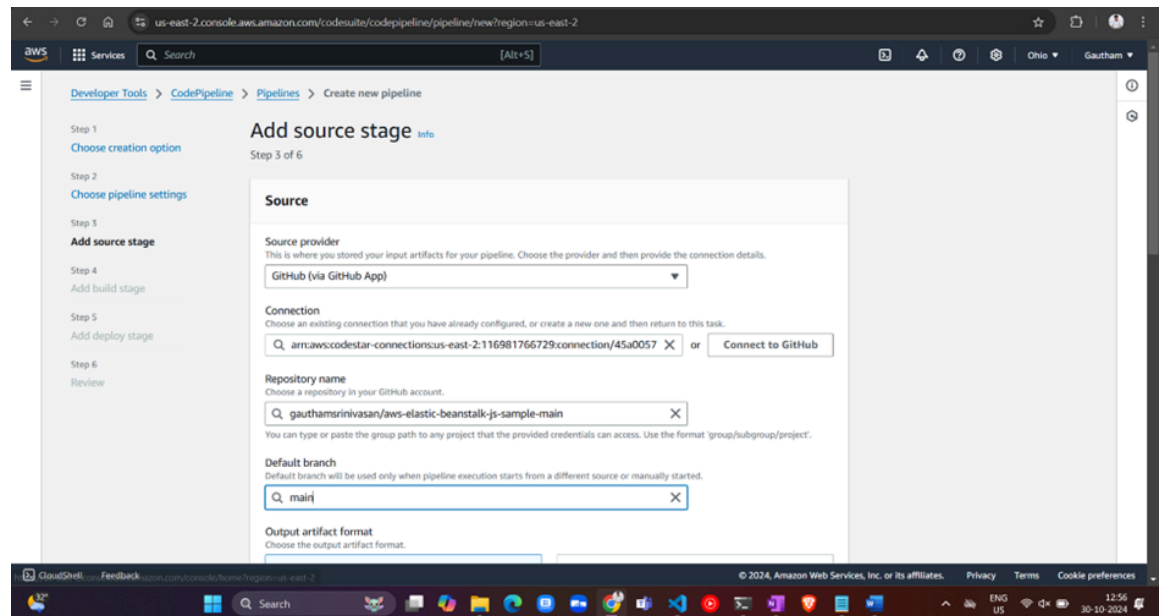 us-east-2.console.aws.amazon.com/codesuite/codepipeline/pipeline/new?region=us-east-2
aws
Services
Search
[Alt+S]
Ohio
Gautham
Developer Tools > CodePipeline > Pipelines > Create new pipeline
Step 1
Choose creation option
Step 2
Choose pipeline settings
Step 3
Add source stage
Step 4
Add build stage
Step 5
Add deploy stage
Step 6
Review
Add source stage Info
Step 3 of 6
Source
Source provider
This is where you stored your input artifacts for your pipeline. Choose the provider and then provide the connection details.
GitHub (via GitHub App)
Connection
Choose an existing connection that you have already configured, or create a new one and then return to this task.
arn:aws:codestar-connections:us-east-2:116981766729:connection/45a0057
or
Connect to GitHub
Repository name
Choose a repository in your GitHub account.
gauthamsrinivasan/aws-elastic-beanstalk-js-sample-main
You can type or paste the group path to any project that the provided credentials can access. Use the format 'group/subgroup/project'.
Default branch
Default branch will be used only when pipeline execution starts from a different source or manually started.
main
Output artifact format
Choose the output artifact format.
CloudShell Feedback
© 2024, Amazon Web Services, Inc. or its affiliates. Privacy Terms Cookie preferences
32°
Search
ENG
US
12:56
30-10-2024